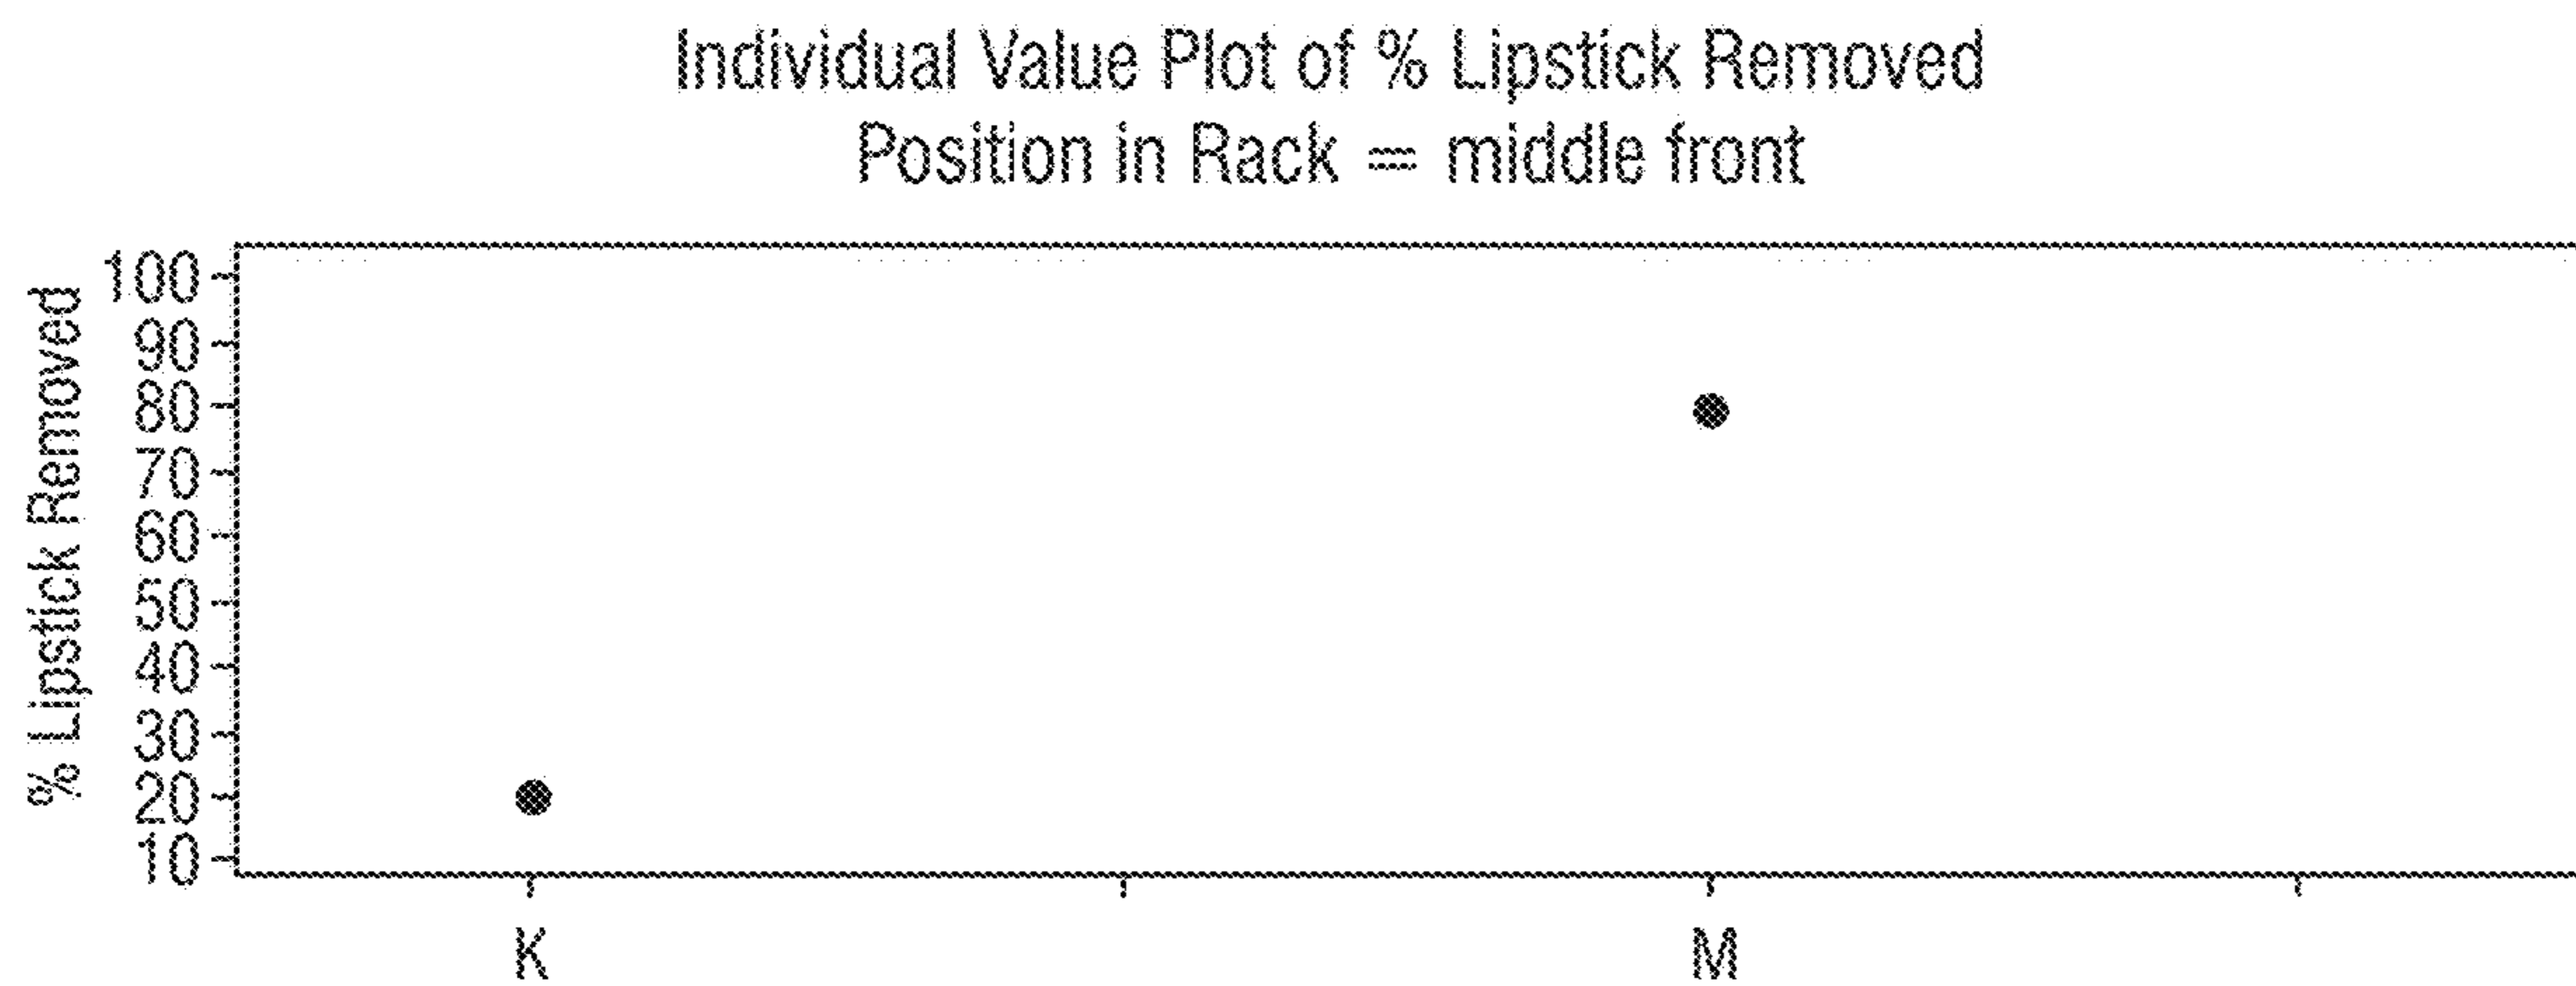 Individual Value Plot of % Lipstick Removed
Position in Rack = middle front
% Lipstick Removed
100
90
80
70
60
50
40
30
20
10
K
M